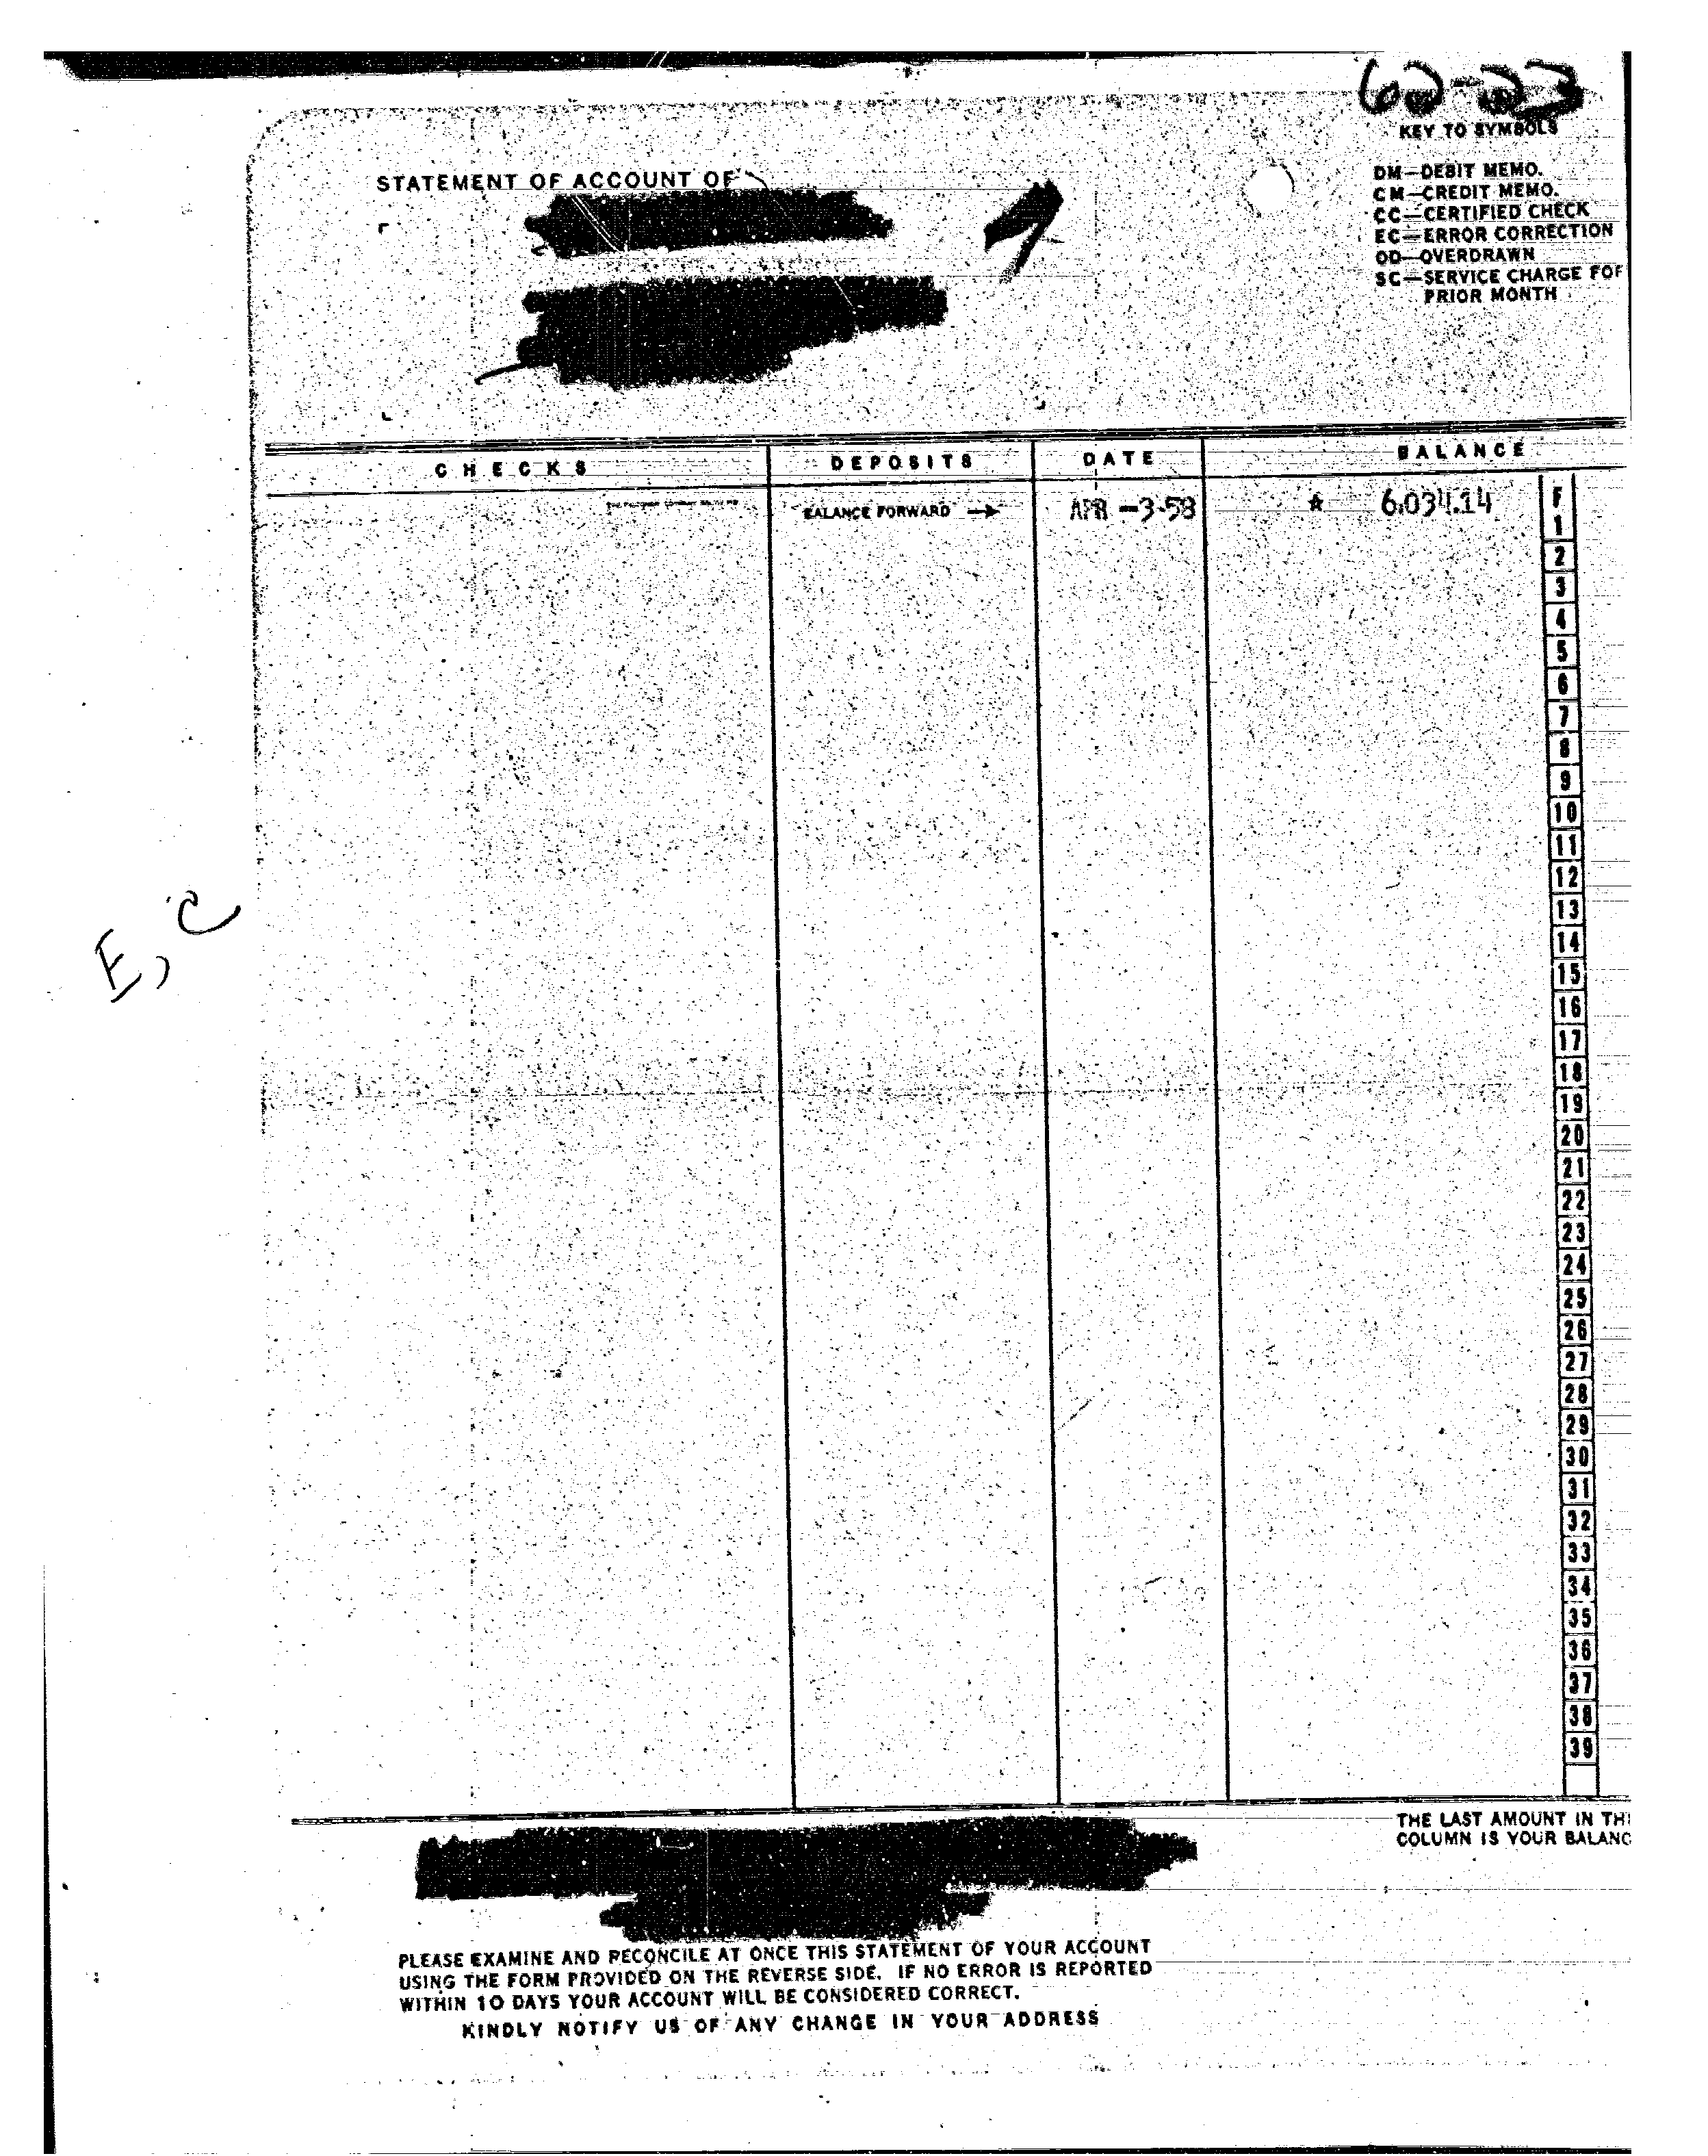 60-23
KEY TO SYMBOLS
DM—DEBIT MEMO.
CM—CREDIT MEMO.
CC—CERTIFIED CHECK
EC—ERROR CORRECTION
OD—OVERDRAWN
SC—SERVICE CHARGE FOR
PRIOR MONTH
STATEMENT OF ACCOUNT OF
CHECKS DEPOSITS DATE BALANCE
BALANCE FORWARD → APR -3-58 * 6,034.14 F
1
2
3
4
5
6
7
8
9
10
11
12
13
14
15
16
17
18
19
20
21
22
23
24
25
26
27
28
29
30
31
32
33
34
35
36
37
38
39
E, C
THE LAST AMOUNT IN THI
COLUMN IS YOUR BALANC
PLEASE EXAMINE AND RECONCILE AT ONCE THIS STATEMENT OF YOUR ACCOUNT
USING THE FORM PROVIDED ON THE REVERSE SIDE. IF NO ERROR IS REPORTED
WITHIN 10 DAYS YOUR ACCOUNT WILL BE CONSIDERED CORRECT.
KINDLY NOTIFY US OF ANY CHANGE IN YOUR ADDRESS